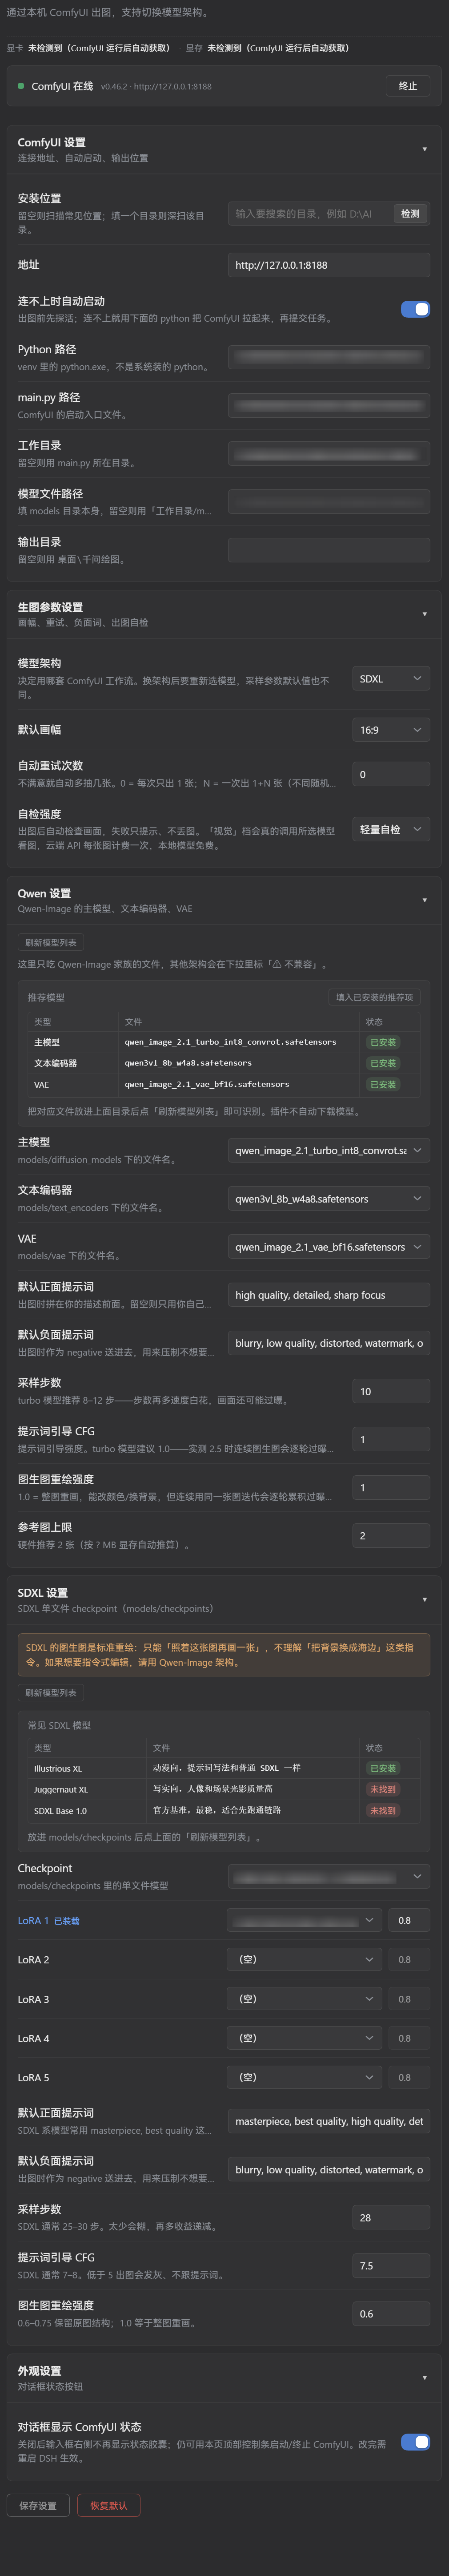 通过本机 ComfyUI 出图，支持切换模型架构。
显卡 未检测到（ComfyUI 运行后自动获取） · 显存 未检测到（ComfyUI 运行后自动获取）
ComfyUI 在线 v0.46.2 · http://127.0.0.1:8188 终止
ComfyUI 设置
连接地址、自动启动、输出位置
安装位置
留空则扫描常见位置；填一个目录则深扫该目录。
输入要搜索的目录，例如 D:\AI 检测
地址 http://127.0.0.1:8188
连不上时自动启动
出图前先探活；连不上就用下面的 python 把 ComfyUI 拉起来，再提交任务。
Python 路径
venv 里的 python.exe，不是系统装的 python。
main.py 路径
ComfyUI 的启动入口文件。
工作目录
留空则用 main.py 所在目录。
模型文件路径
填 models 目录本身，留空则用「工作目录/m...
输出目录
留空则用 桌面\千问绘图。
生图参数设置
画幅、重试、负面词、出图自检
模型架构
决定用哪套 ComfyUI 工作流。换架构后要重新选模型，采样参数默认值也不同。
SDXL
默认画幅 16:9
自动重试次数
不满意就自动多抽几张。0 = 每次只出 1 张；N = 一次出 1+N 张（不同随机...
0
自检强度
出图后自动检查画面，失败只提示、不丢图。「视觉」档会真的调用所选模型看图，云端 API 每张图计费一次，本地模型免费。
轻量自检
Qwen 设置
Qwen-Image 的主模型、文本编码器、VAE
刷新模型列表
这里只吃 Qwen-Image 家族的文件，其他架构会在下拉里标「⚠ 不兼容」。
推荐模型 填入已安装的推荐项
类型 文件 状态
主模型 qwen_image_2.1_turbo_int8_convrot.safetensors 已安装
文本编码器 qwen3vl_8b_w4a8.safetensors 已安装
VAE qwen_image_2.1_vae_bf16.safetensors 已安装
把对应文件放进上面目录后点「刷新模型列表」即可识别。插件不自动下载模型。
主模型
models/diffusion_models 下的文件名。
qwen_image_2.1_turbo_int8_convrot.sa
文本编码器
models/text_encoders 下的文件名。
qwen3vl_8b_w4a8.safetensors
VAE
models/vae 下的文件名。
qwen_image_2.1_vae_bf16.safetensors
默认正面提示词
出图时拼在你的描述前面。留空则只用你自己...
high quality, detailed, sharp focus
默认负面提示词
出图时作为 negative 送进去，用来压制不想要...
blurry, low quality, distorted, watermark, o
采样步数
turbo 模型推荐 8–12 步——步数再多速度白花，画面还可能过曝。
10
提示词引导 CFG
提示词引导强度。turbo 模型建议 1.0——实测 2.5 时连续图生图会逐轮过曝...
1
图生图重绘强度
1.0 = 整图重画，能改颜色/换背景，但连续用同一张图迭代会逐轮累积过曝...
1
参考图上限
硬件推荐 2 张（按 ? MB 显存自动推算）。
2
SDXL 设置
SDXL 单文件 checkpoint（models/checkpoints）
SDXL 的图生图是标准重绘：只能「照着这张图再画一张」，不理解「把背景换成海边」这类指令。如果想要指令式编辑，请用 Qwen-Image 架构。
刷新模型列表
常见 SDXL 模型
类型 文件 状态
Illustrious XL 动漫向，提示词写法和普通 SDXL 一样 已安装
Juggernaut XL 写实向，人像和场景光影质量高 未找到
SDXL Base 1.0 官方基准，最稳，适合先跑通链路 未找到
放进 models/checkpoints 后点上面的「刷新模型列表」。
Checkpoint
models/checkpoints 里的单文件模型
LoRA 1 已装载 0.8
LoRA 2 （空） 0.8
LoRA 3 （空） 0.8
LoRA 4 （空） 0.8
LoRA 5 （空） 0.8
默认正面提示词
SDXL 系模型常用 masterpiece, best quality 这...
masterpiece, best quality, high quality, det
默认负面提示词
出图时作为 negative 送进去，用来压制不想要...
blurry, low quality, distorted, watermark, o
采样步数
SDXL 通常 25–30 步。太少会糊，再多收益递减。
28
提示词引导 CFG
SDXL 通常 7–8。低于 5 出图会发灰、不跟提示词。
7.5
图生图重绘强度
0.6–0.75 保留原图结构；1.0 等于整图重画。
0.6
外观设置
对话框状态按钮
对话框显示 ComfyUI 状态
关闭后输入框右侧不再显示状态胶囊；仍可用本页顶部控制条启动/终止 ComfyUI。改完需重启 DSH 生效。
保存设置 恢复默认